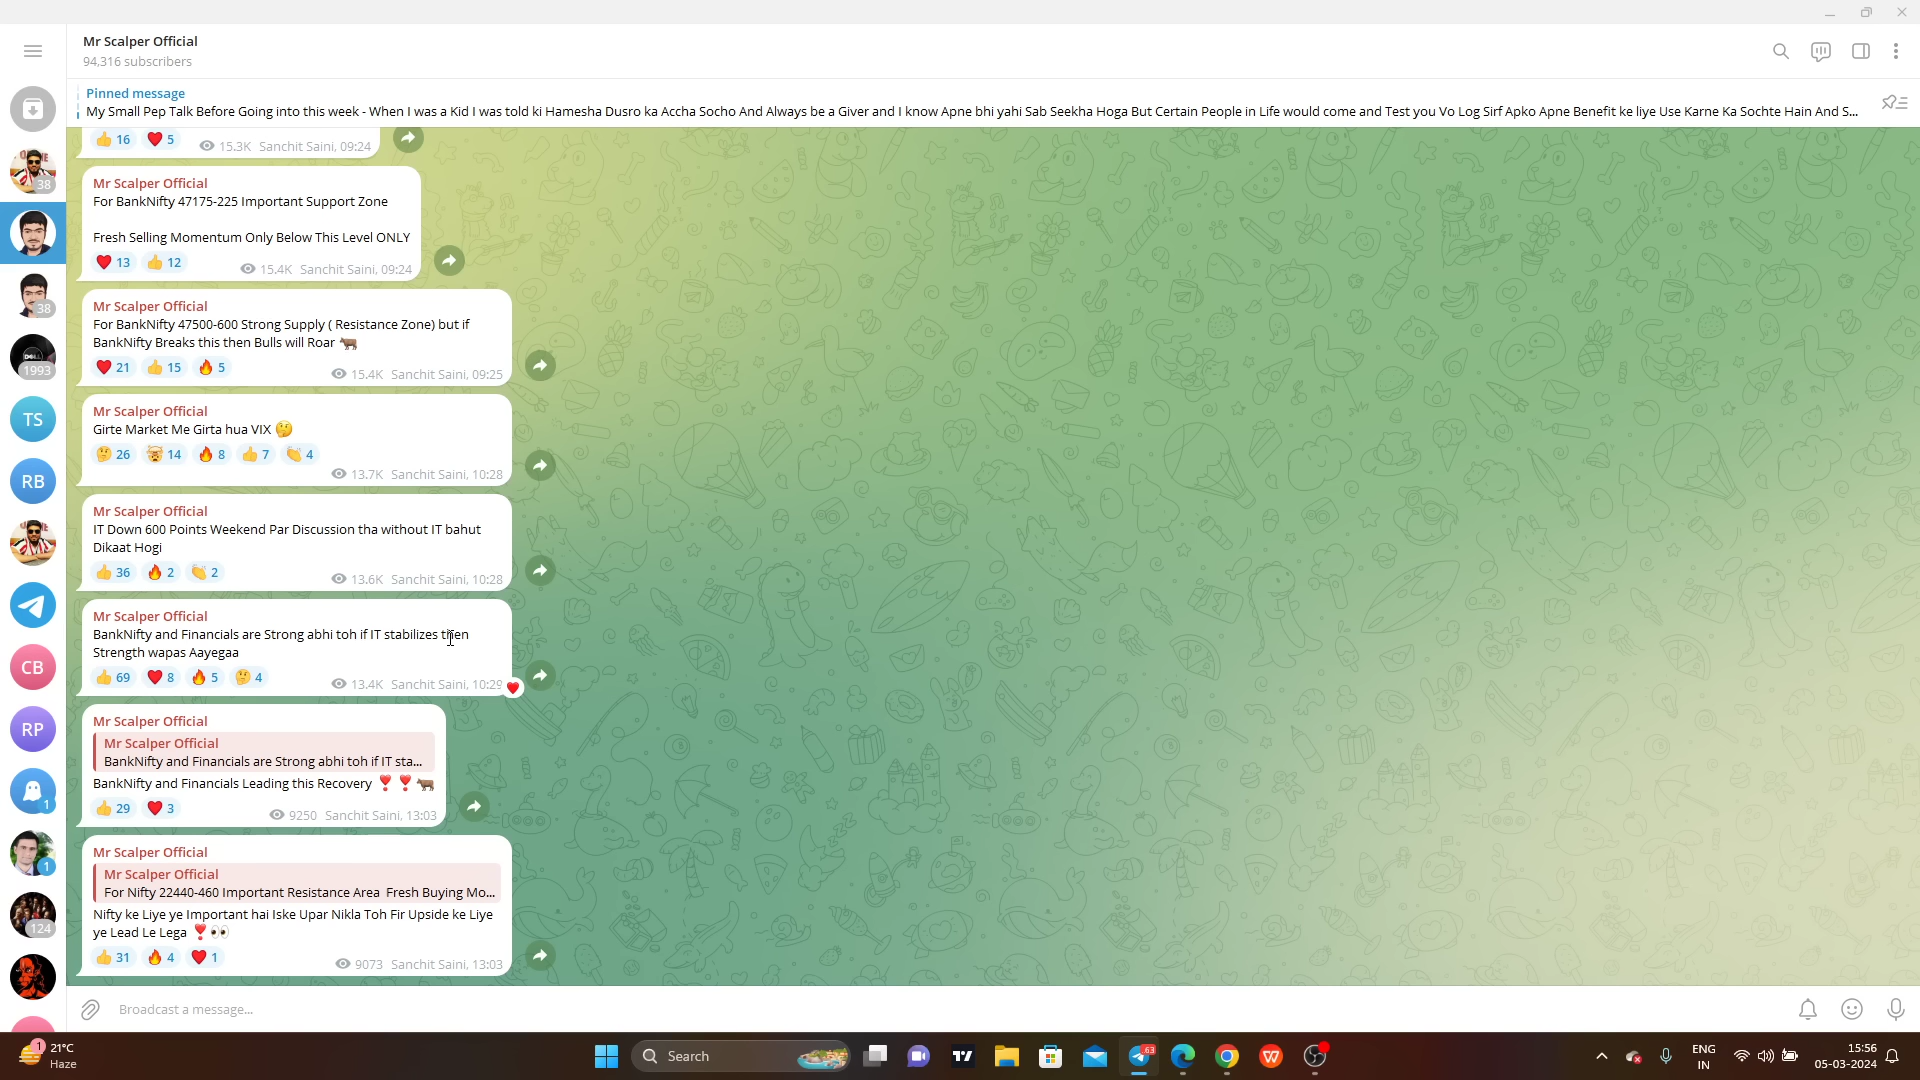 Mr Scalper Official
94,316 subscribers
Pinned message
My Small Pep Talk Before Going into this week - When I was a Kid I was told ki Hamesha Dusro ka Accha Socho And Always be a Giver and I know Apne bhi yahi Sab Seekha Hoga But Certain People in Life would come and Test you Vo Log Sirf Apko Apne Benefit ke liye Use Karne Ka Sochte Hain And S...
👍 16 ❤️ 5 15.3K Sanchit Saini, 09:24
Mr Scalper Official
For BankNifty 47175-225 Important Support Zone
Fresh Selling Momentum Only Below This Level ONLY
❤️ 13 👍 12 15.4K Sanchit Saini, 09:24
Mr Scalper Official
For BankNifty 47500-600 Strong Supply ( Resistance Zone) but if
BankNifty Breaks this then Bulls will Roar 🐂
❤️ 21 👍 15 🔥 5 15.4K Sanchit Saini, 09:25
Mr Scalper Official
Girte Market Me Girta hua VIX 🤔
🤔 26 🤯 14 🔥 8 👍 7 👏 4
13.7K Sanchit Saini, 10:28
Mr Scalper Official
IT Down 600 Points Weekend Par Discussion tha without IT bahut
Dikaat Hogi
👍 36 🔥 2 👏 2 13.6K Sanchit Saini, 10:28
Mr Scalper Official
BankNifty and Financials are Strong abhi toh if IT stabilizes then
Strength wapas Aayegaa
👍 69 ❤️ 8 🔥 5 🤔 4 13.4K Sanchit Saini, 10:29
Mr Scalper Official
Mr Scalper Official
BankNifty and Financials are Strong abhi toh if IT sta...
BankNifty and Financials Leading this Recovery ❣️ ❣️ 🐂
👍 29 ❤️ 3 9250 Sanchit Saini, 13:03
Mr Scalper Official
Mr Scalper Official
For Nifty 22440-460 Important Resistance Area Fresh Buying Mo...
Nifty ke Liye ye Important hai Iske Upar Nikla Toh Fir Upside ke Liye
ye Lead Le Lega ❣️👀
👍 31 🔥 4 ❤️ 1 9073 Sanchit Saini, 13:03
Broadcast a message...
38
38
DELL
1993
TS
RB
CB
RP
1
1
124
1
21°C
Haze
Search
63
ENG
IN
15:56
05-03-2024